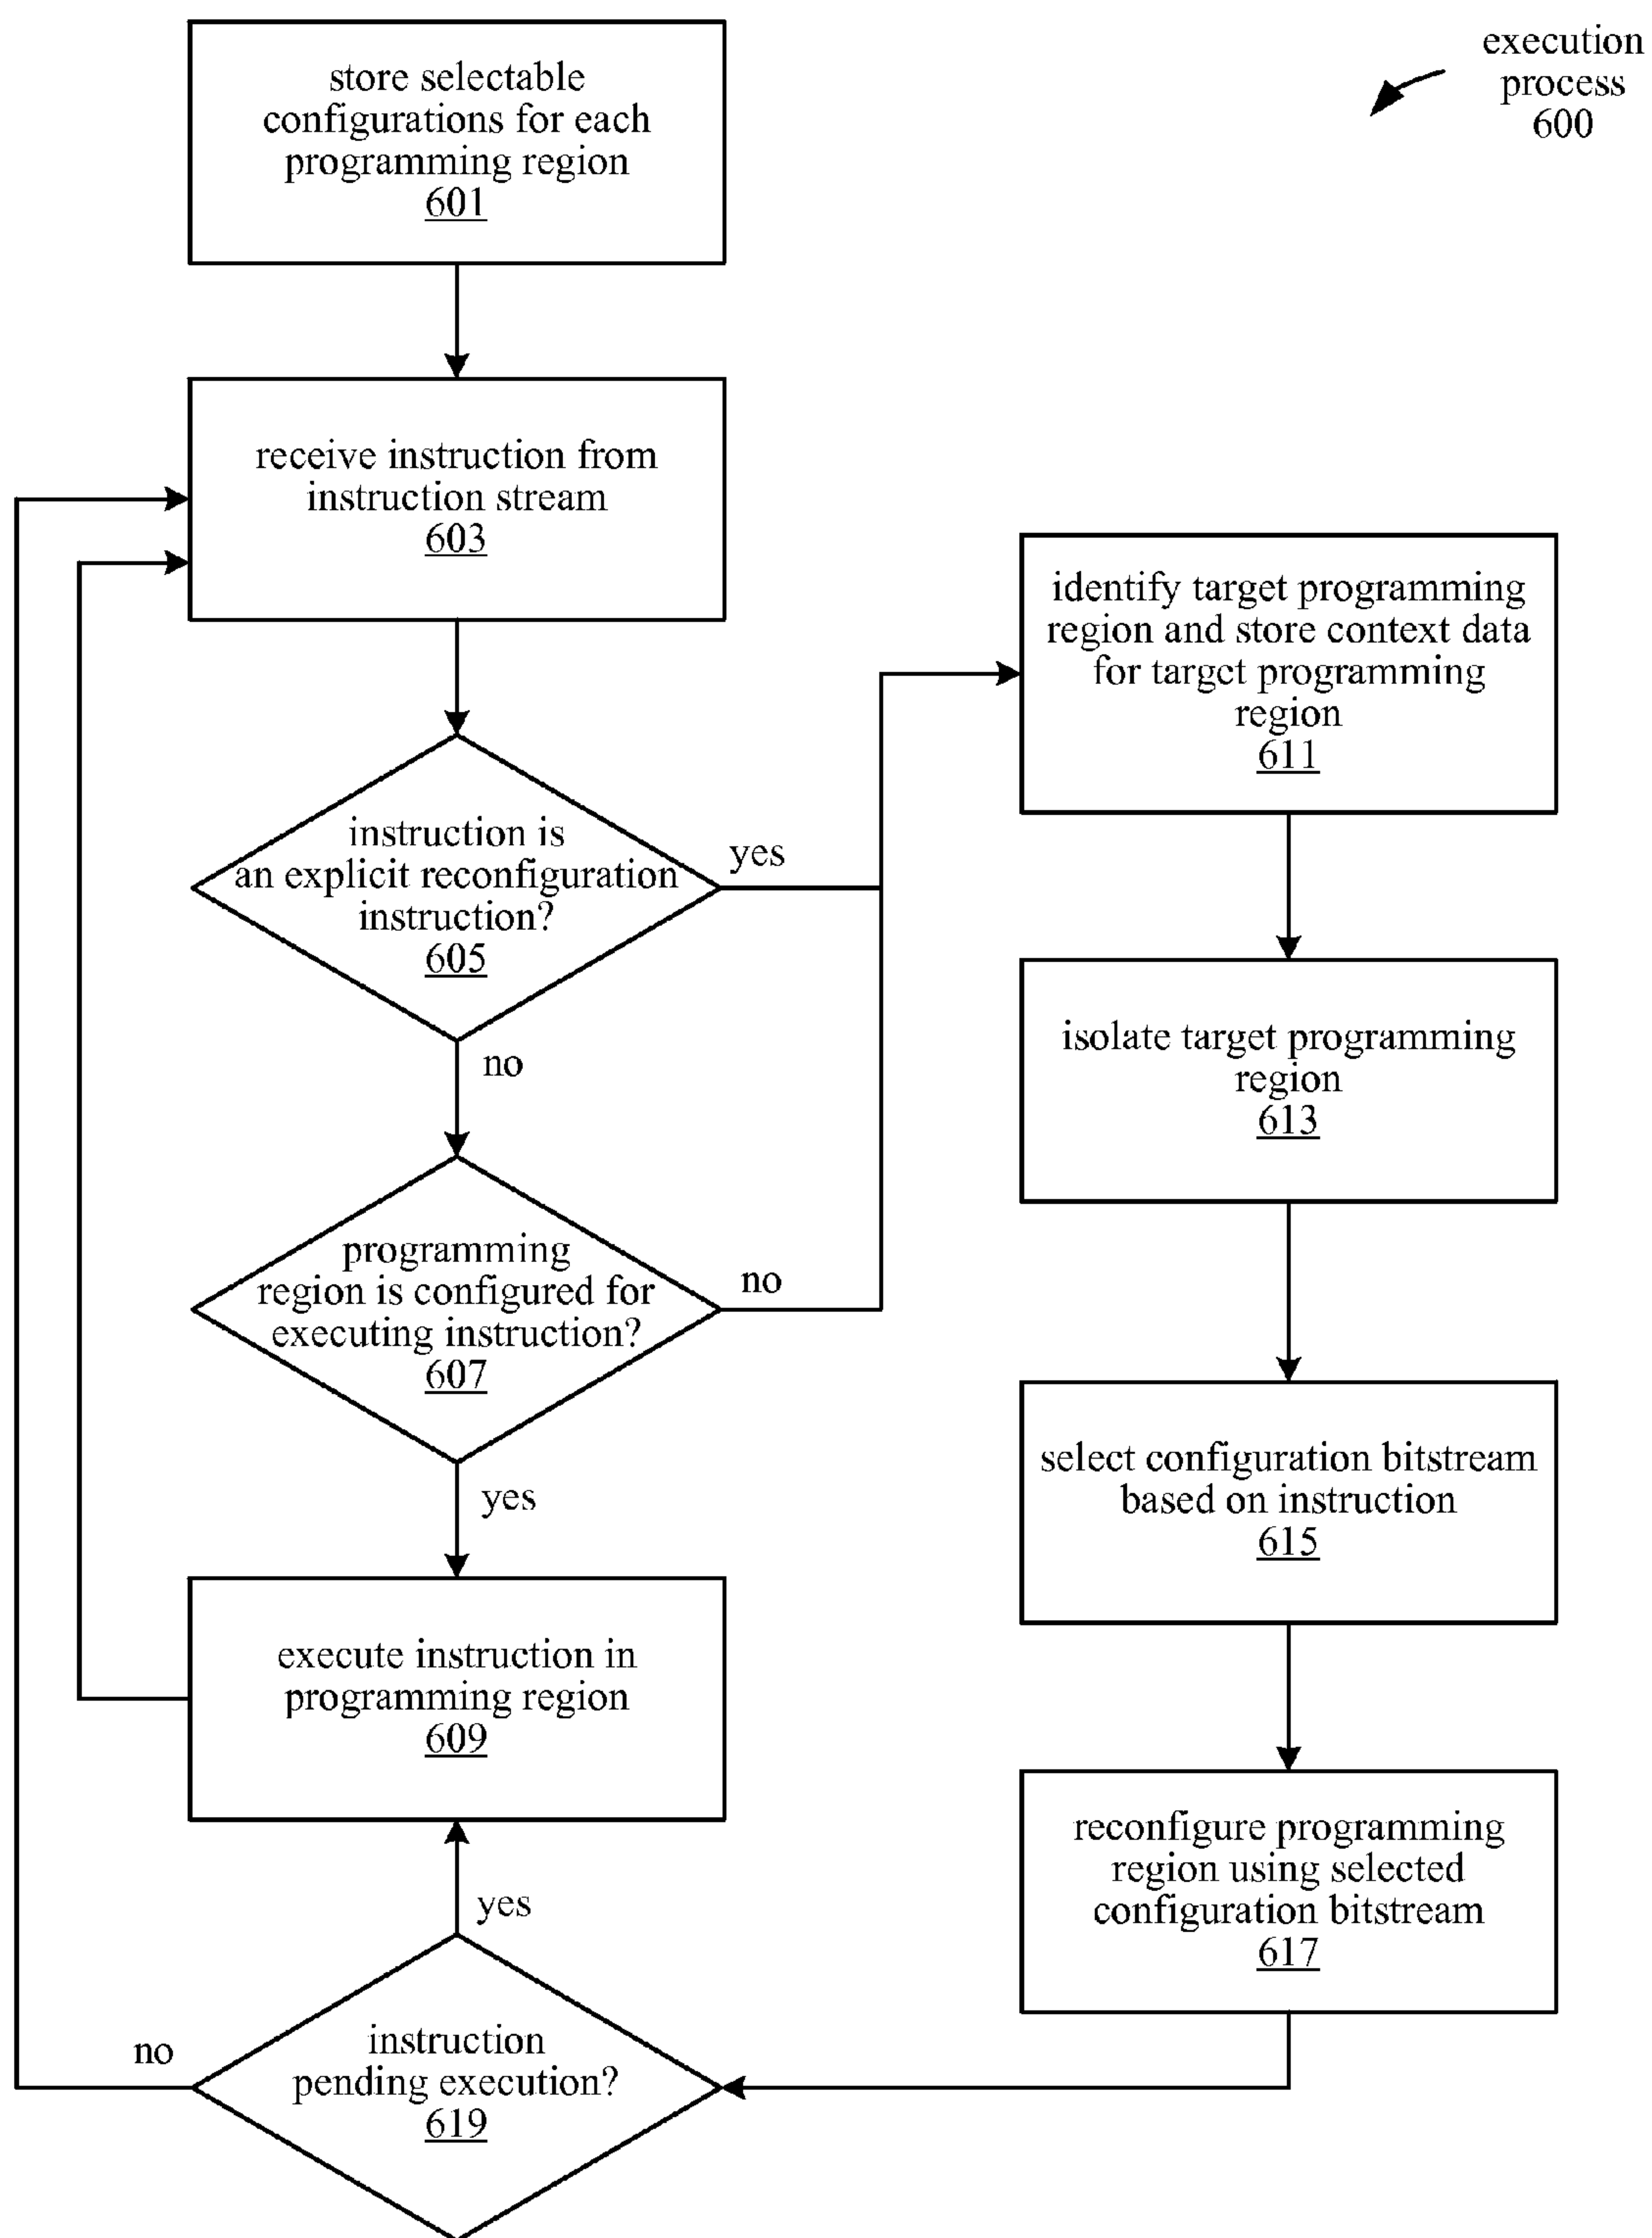 execution
process
600
store selectable
configurations for each
programming region
601
receive instruction from
instruction stream
603
instruction is
an explicit reconfiguration
instruction?
605
yes
no
programming
region is configured for
executing instruction?
607
no
yes
execute instruction in
programming region
609
identify target programming
region and store context data
for target programming
region
611
isolate target programming
region
613
select configuration bitstream
based on instruction
615
reconfigure programming
region using selected
configuration bitstream
617
yes
no
instruction
pending execution?
619